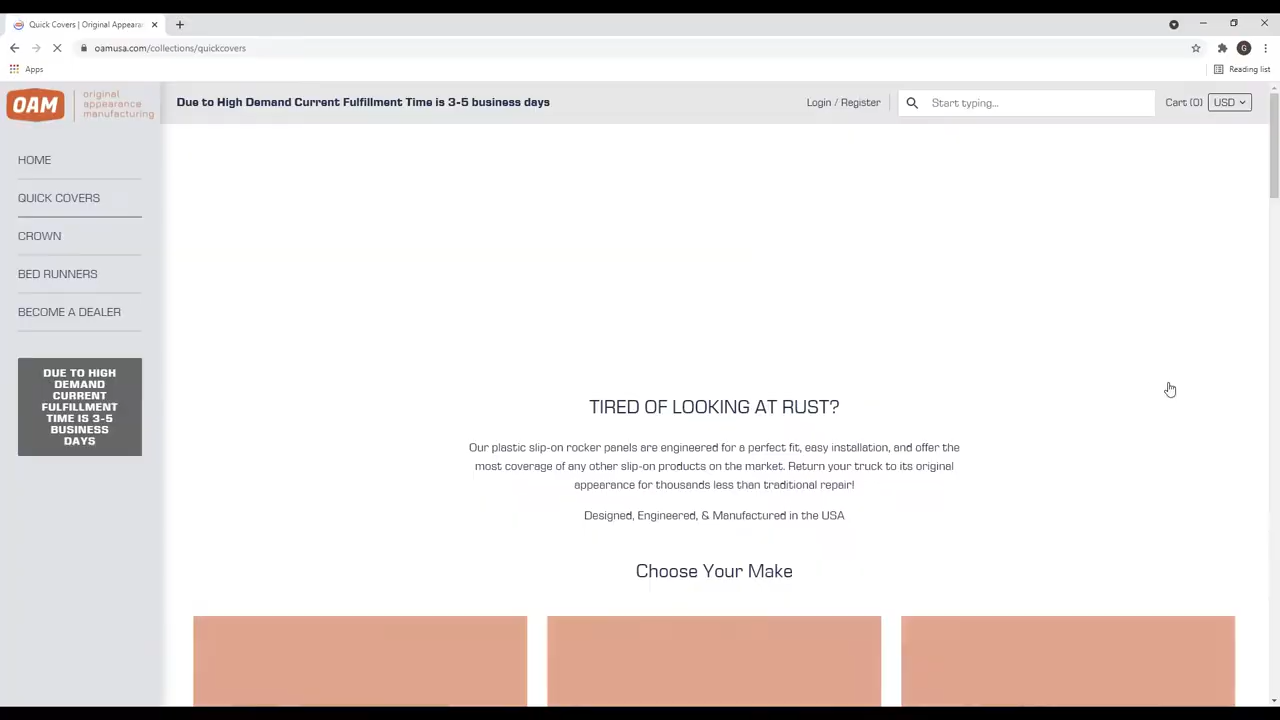 Quick Covers | Original Appeara
oamusa.com/collections/quickcovers
G
Apps
Reading list
OAM
original
appearance
manufacturing
Due to High Demand Current Fulfillment Time is 3-5 business days
Login / Register
Start typing...
Cart (0)
USD
HOME
QUICK COVERS
CROWN
BED RUNNERS
BECOME A DEALER
DUE TO HIGH
DEMAND
CURRENT
FULFILLMENT
TIME IS 3-5
BUSINESS
DAYS
TIRED OF LOOKING AT RUST?
Our plastic slip-on rocker panels are engineered for a perfect fit, easy installation, and offer the
most coverage of any other slip-on products on the market. Return your truck to its original
appearance for thousands less than traditional repair!
Designed, Engineered, & Manufactured in the USA
Choose Your Make